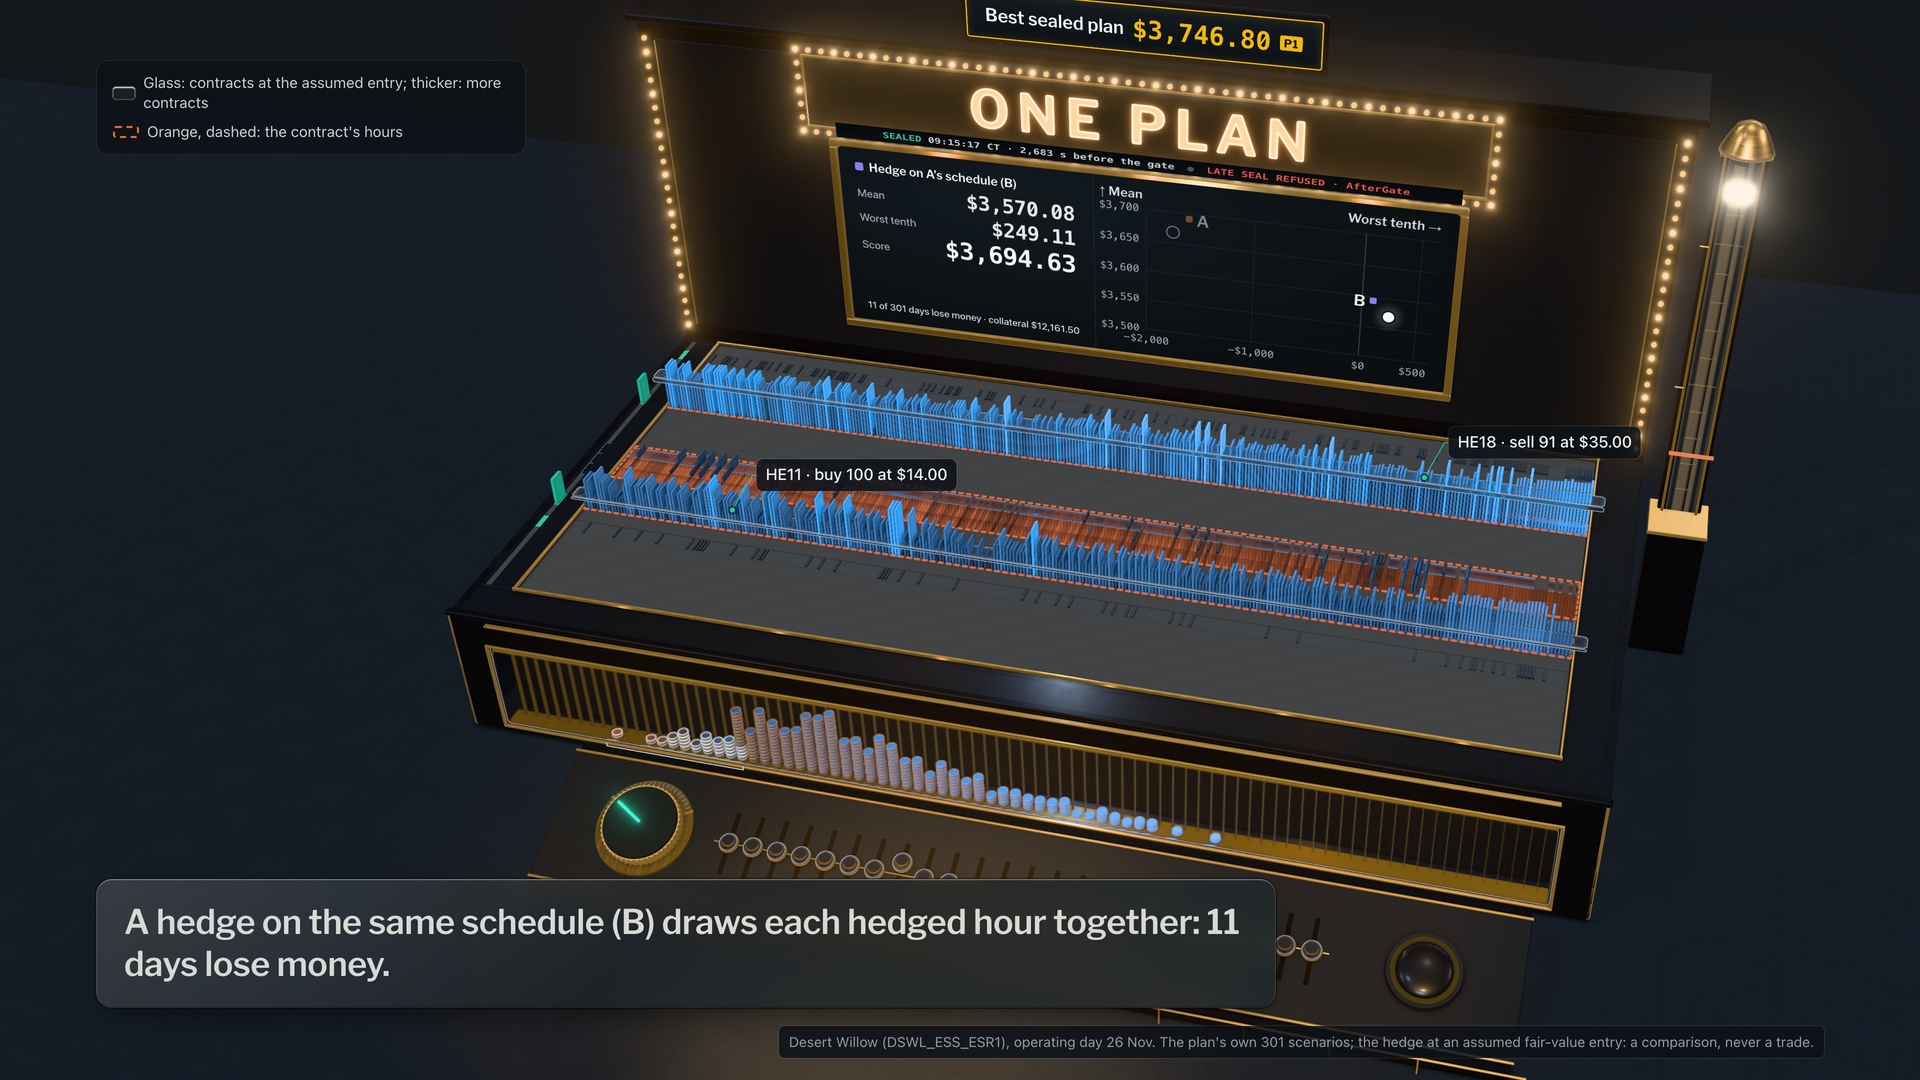 Best sealed plan $3,746.80 P1
Glass: contracts at the assumed entry; thicker: more
contracts
Orange, dashed: the contract's hours
ONE PLAN
SEALED 09:15:17 CT · 2,683 s before the gate
LATE SEAL REFUSED · AfterGate
Hedge on A's schedule (B)
Mean $3,570.08
Worst tenth $249.11
Score $3,694.63
11 of 301 days lose money · collateral $12,161.50
↑ Mean
Worst tenth →
$3,700
$3,650
$3,600
$3,550
$3,500
−$2,000
−$1,000
$0
$500
A
B
HE18 · sell 91 at $35.00
HE11 · buy 100 at $14.00
A hedge on the same schedule (B) draws each hedged hour together: 11
days lose money.
Desert Willow (DSWL_ESS_ESR1), operating day 26 Nov. The plan's own 301 scenarios; the hedge at an assumed fair-value entry: a comparison, never a trade.